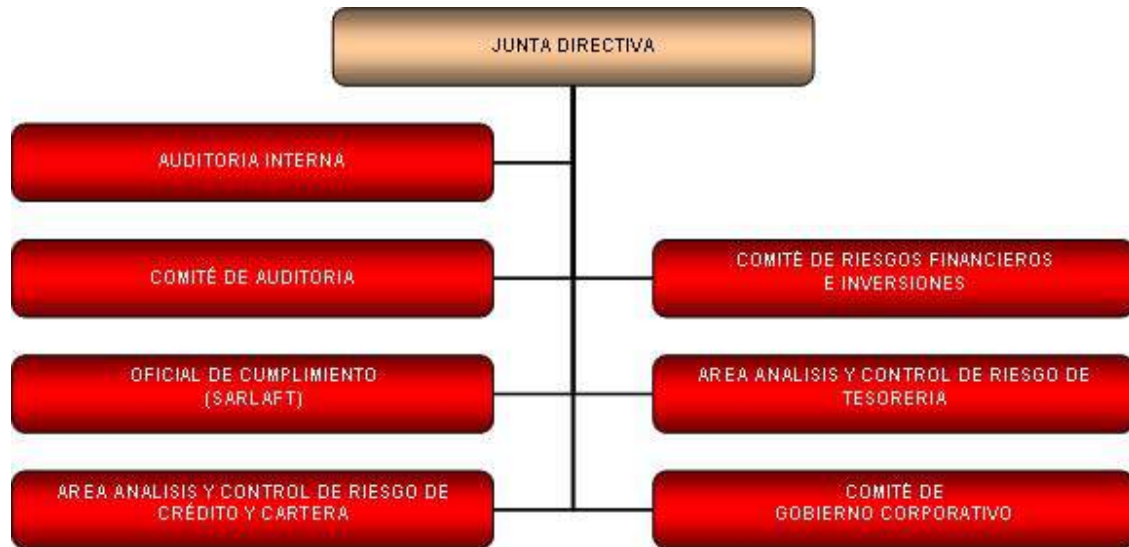 JUNTA DIRECTIVA
AUDITORIA INTERNA
COMITÉ DE AUDITORIA
COMITÉ DE RIESGOS FINANCIEROS
E INVERSIONES
OFICIAL DE CUMPLIMIENTO
(SARLAFT)
AREA ANALISIS Y CONTROL DE RIESGO DE
TESORERIA
AREA ANALISIS Y CONTROL DE RIESGO DE
CRÉDITO Y CARTERA
COMITÉ DE
GOBIERNO CORPORATIVO